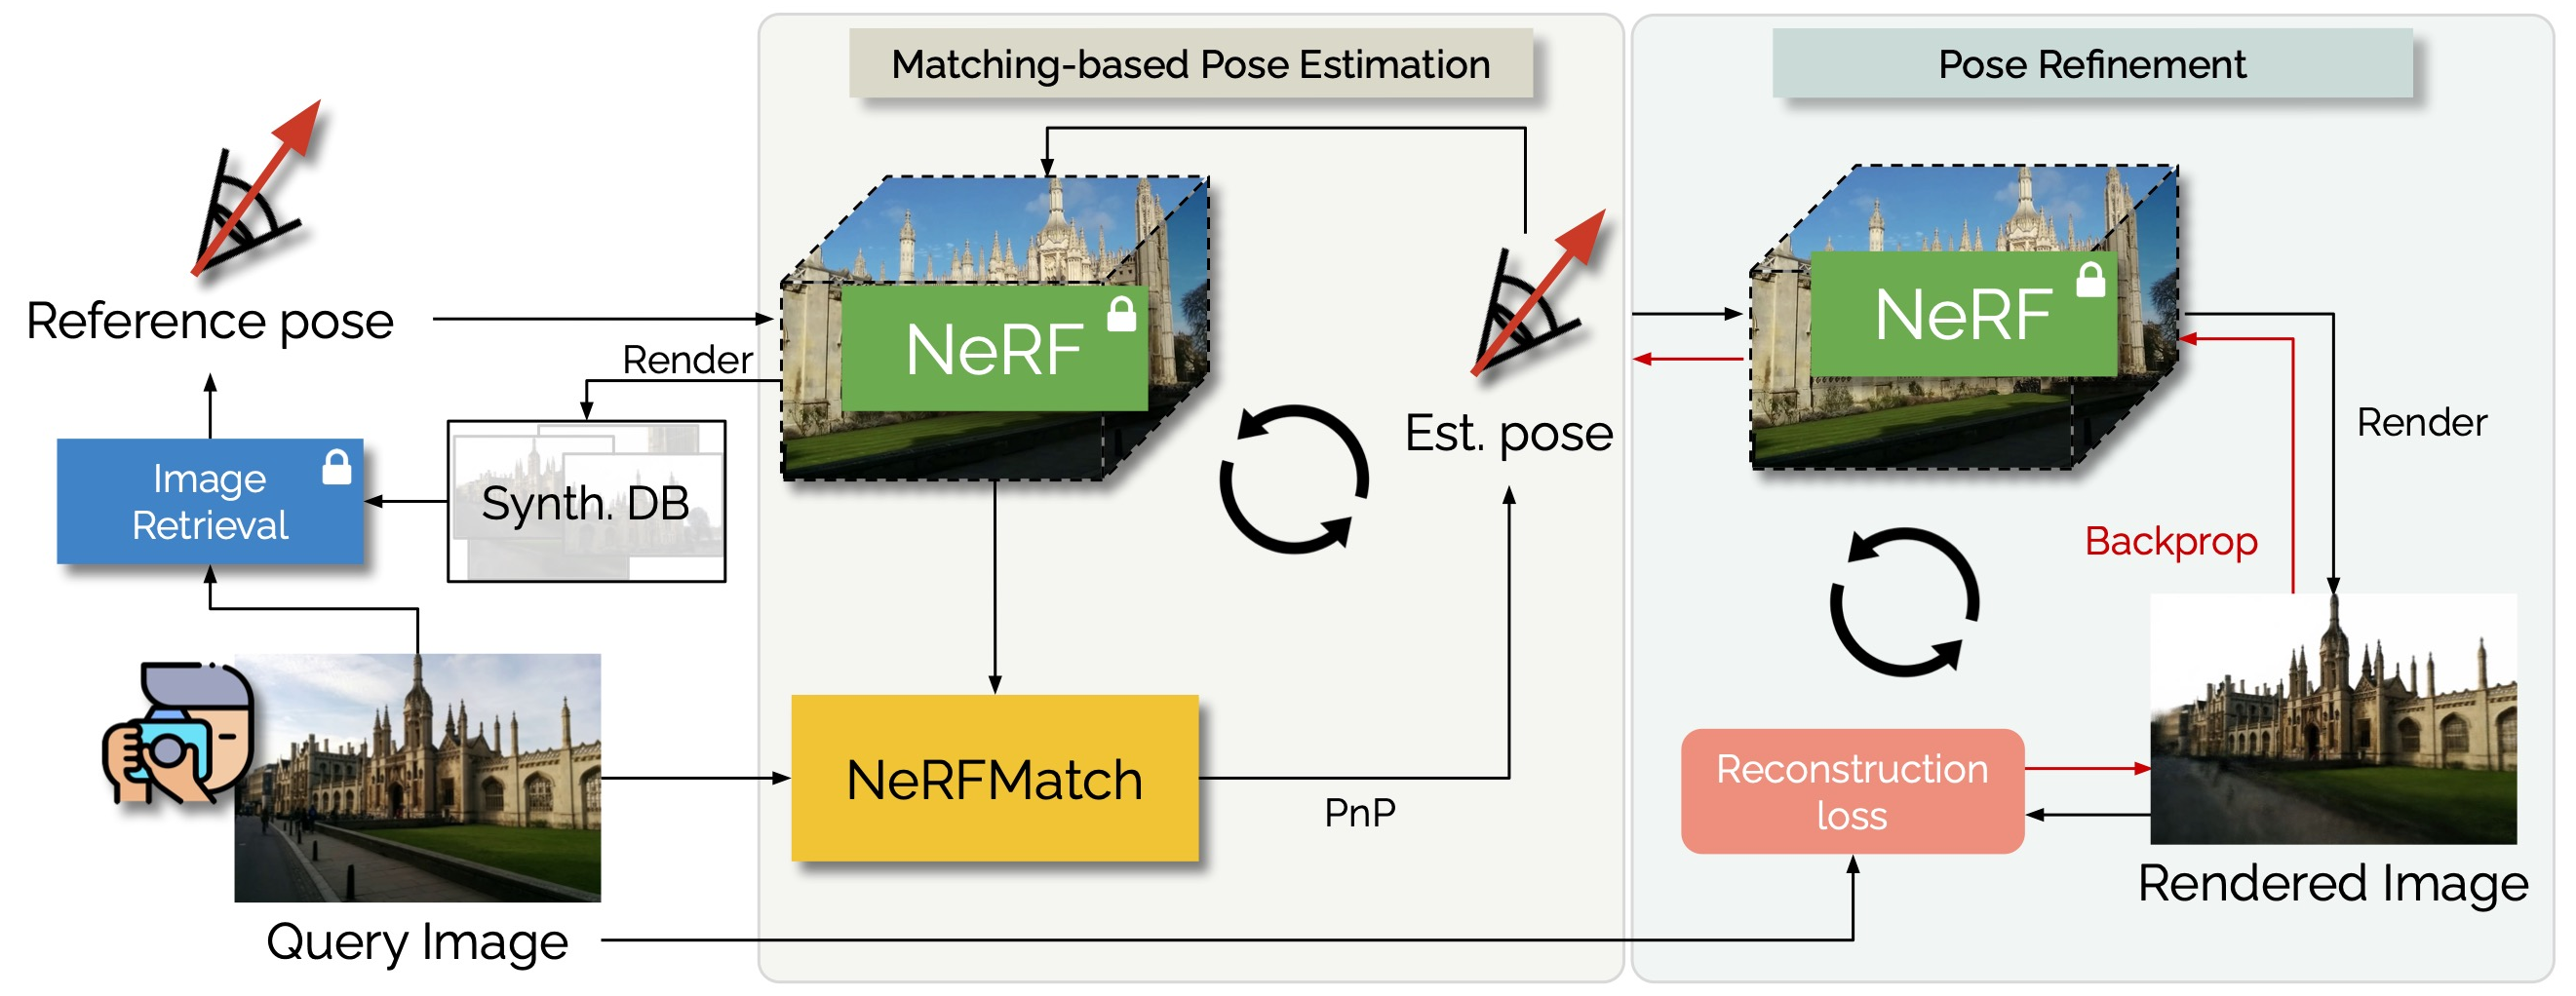 Matching-based Pose Estimation
Pose Refinement
Reference pose
Render
NeRF
NeRF
Est. pose
Render
Image
Retrieval
Synth. DB
Backprop
NeRFMatch
PnP
Reconstruction
loss
Rendered Image
Query Image